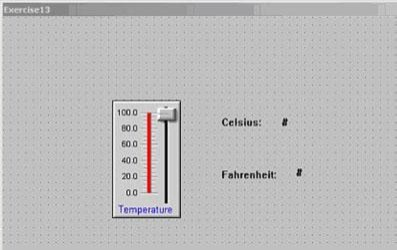 Exercise13
100.0
80.0
60.0
40.0
20.0
0.0
Temperature
Celsius: #
Fahrenheit: #